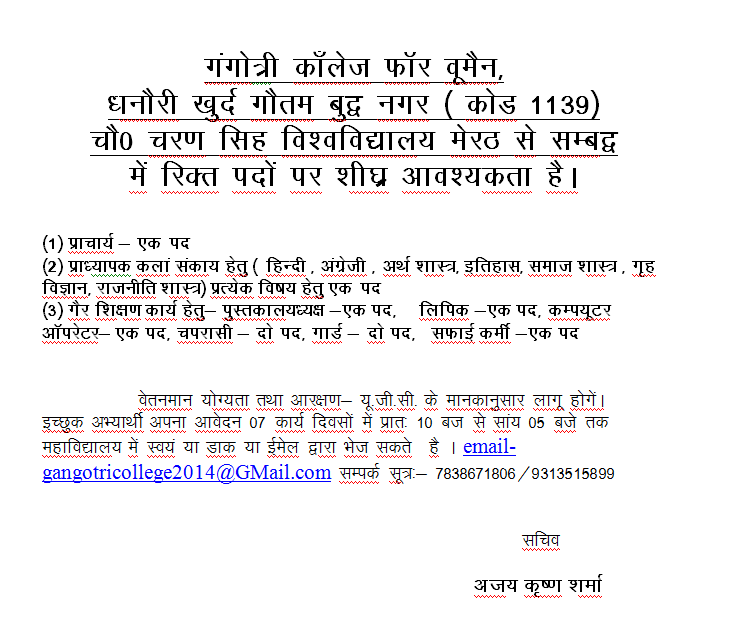 गंगोत्री कॉलेज फॉर वूमैन,
धनौरी खुर्द गौतम बुद्व नगर ( कोड 1139)
चौ0 चरण सिह विश्वविद्यालय मेरठ से सम्बद्व
में रिक्त पदों पर शीघ्र आवश्यकता है।
(1) प्राचार्य – एक पद
(2) प्राध्यापक कलां संकाय हेतु ( हिन्दी , अंग्रेजी , अर्थ शास्त्र, इतिहास, समाज शास्त्र , गृह
विज्ञान, राजनीति शास्त्र) प्रत्येक विषय हेतु एक पद
(3) गैर शिक्षण कार्य हेतु– पुस्तकालयध्यक्ष –एक पद, लिपिक –एक पद, कम्पयूटर
ऑपरेटर– एक पद, चपरासी – दो पद, गार्ड – दो पद, सफाई कर्मी –एक पद
वेतनमान योग्यता तथा आरक्षण– यू.जी.सी. के मानकानुसार लागू होगें।
इच्छुक अभ्यार्थी अपना आवेदन 07 कार्य दिवसों में प्रातः 10 बज से सांय 05 बजे तक
महाविद्यालय में स्वयं या डाक या ईमेल द्वारा भेज सकते है । email-
gangotricollege2014@GMail.com सम्पर्क सूत्रः– 7838671806/9313515899
सचिव
अजय कृष्ण शर्मा